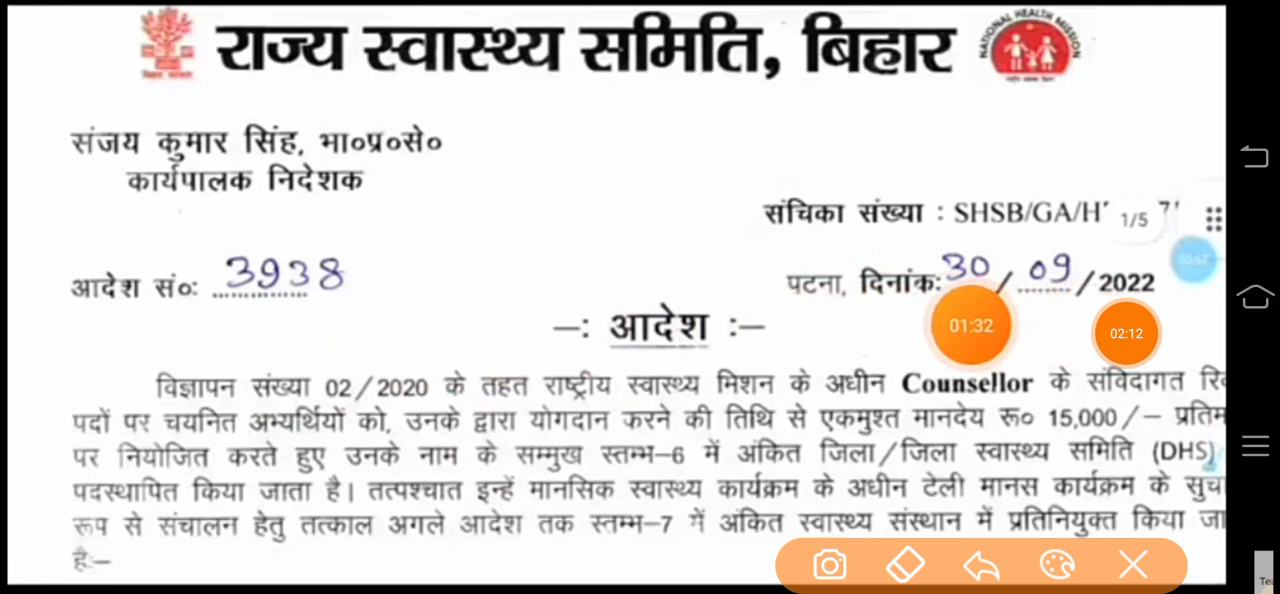 राज्य स्वास्थ्य समिति, बिहार
NATIONAL HEALTH MISSION
संजय कुमार सिंह, भा०प्र०से०
कार्यपालक निदेशक
संचिका संख्या : SHSB/GA/H
1/5
आदेश सं०: 3938
पटना, दिनांक: 30/09/2022
01:32
02:12
–: आदेश :–
विज्ञापन संख्या 02/2020 के तहत राष्ट्रीय स्वास्थ्य मिशन के अधीन Counsellor के संविदागत
पदों पर चयनित अभ्यर्थियों को, उनके द्वारा योगदान करने की तिथि से एकमुश्त मानदेय रू० 15,000/–
पर नियोजित करते हुए उनके नाम के सम्मुख स्तम्भ–6 में अंकित जिला/जिला स्वास्थ्य समिति (DHS)
पदस्थापित किया जाता है। तत्पश्चात इन्हें मानसिक स्वास्थ्य कार्यक्रम के अधीन टेली मानस कार्यक्रम के
रूप से संचालन हेतु तत्काल अगले आदेश तक स्तम्भ–7 में अंकित स्वास्थ्य संस्थान में प्रतिनियुक्त किया
है:–